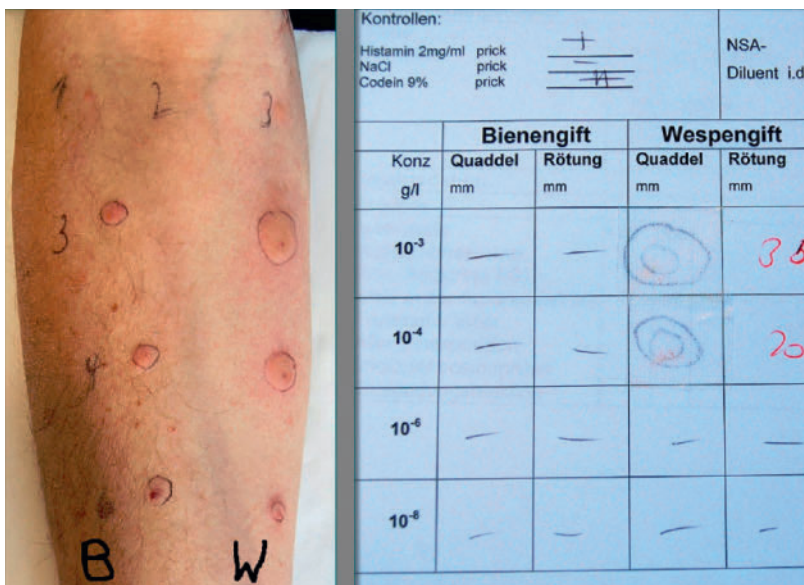 1 2 3
3
4
B W
Kontrollen:
Histamin 2mg/ml prick +
NaCl prick —
Codein 9% prick
NSA-
Diluent i.d
Bienengift Wespengift
Konz Quaddel Rötung Quaddel Rötung
g/l mm mm mm mm
10⁻³ — —
10⁻⁴ — — 20
10⁻⁶ — — — —
10⁻⁸ — — — —